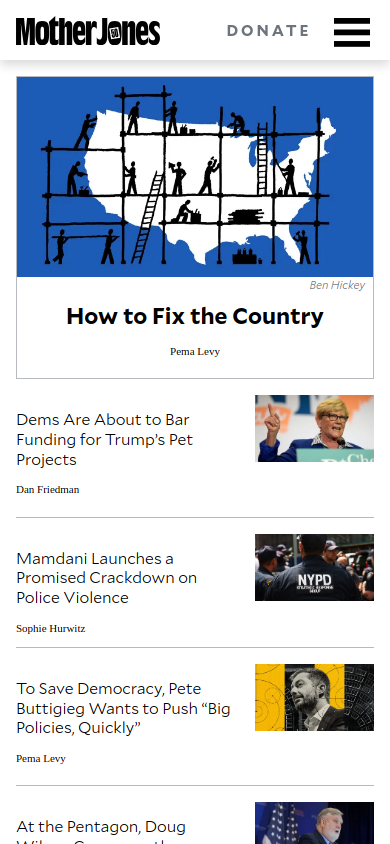 Mother Jones
DONATE
Ben Hickey
How to Fix the Country
Pema Levy
Dems Are About to Bar
Funding for Trump’s Pet
Projects
Dan Friedman
Mamdani Launches a
Promised Crackdown on
Police Violence
NYPD
Sophie Hurwitz
To Save Democracy, Pete
Buttigieg Wants to Push “Big
Policies, Quickly”
Pema Levy
At the Pentagon, Doug